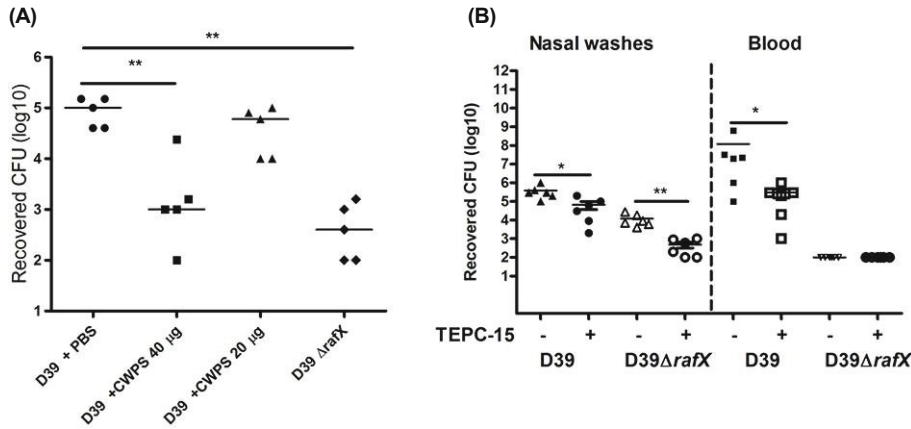 (A)
**
**
Recovered CFU (log10)
6
5
4
3
2
1
D39 + PBS
D39 +CWPS 40 μg
D39 +CWPS 20 μg
D39 ΔrafX
(B)
Nasal washes Blood
Recovered CFU (log10)
12
11
10
9
8
7
6
5
4
3
2
1
*
**
*
TEPC-15 - + - + - + - +
D39 D39ΔrafX D39 D39ΔrafX